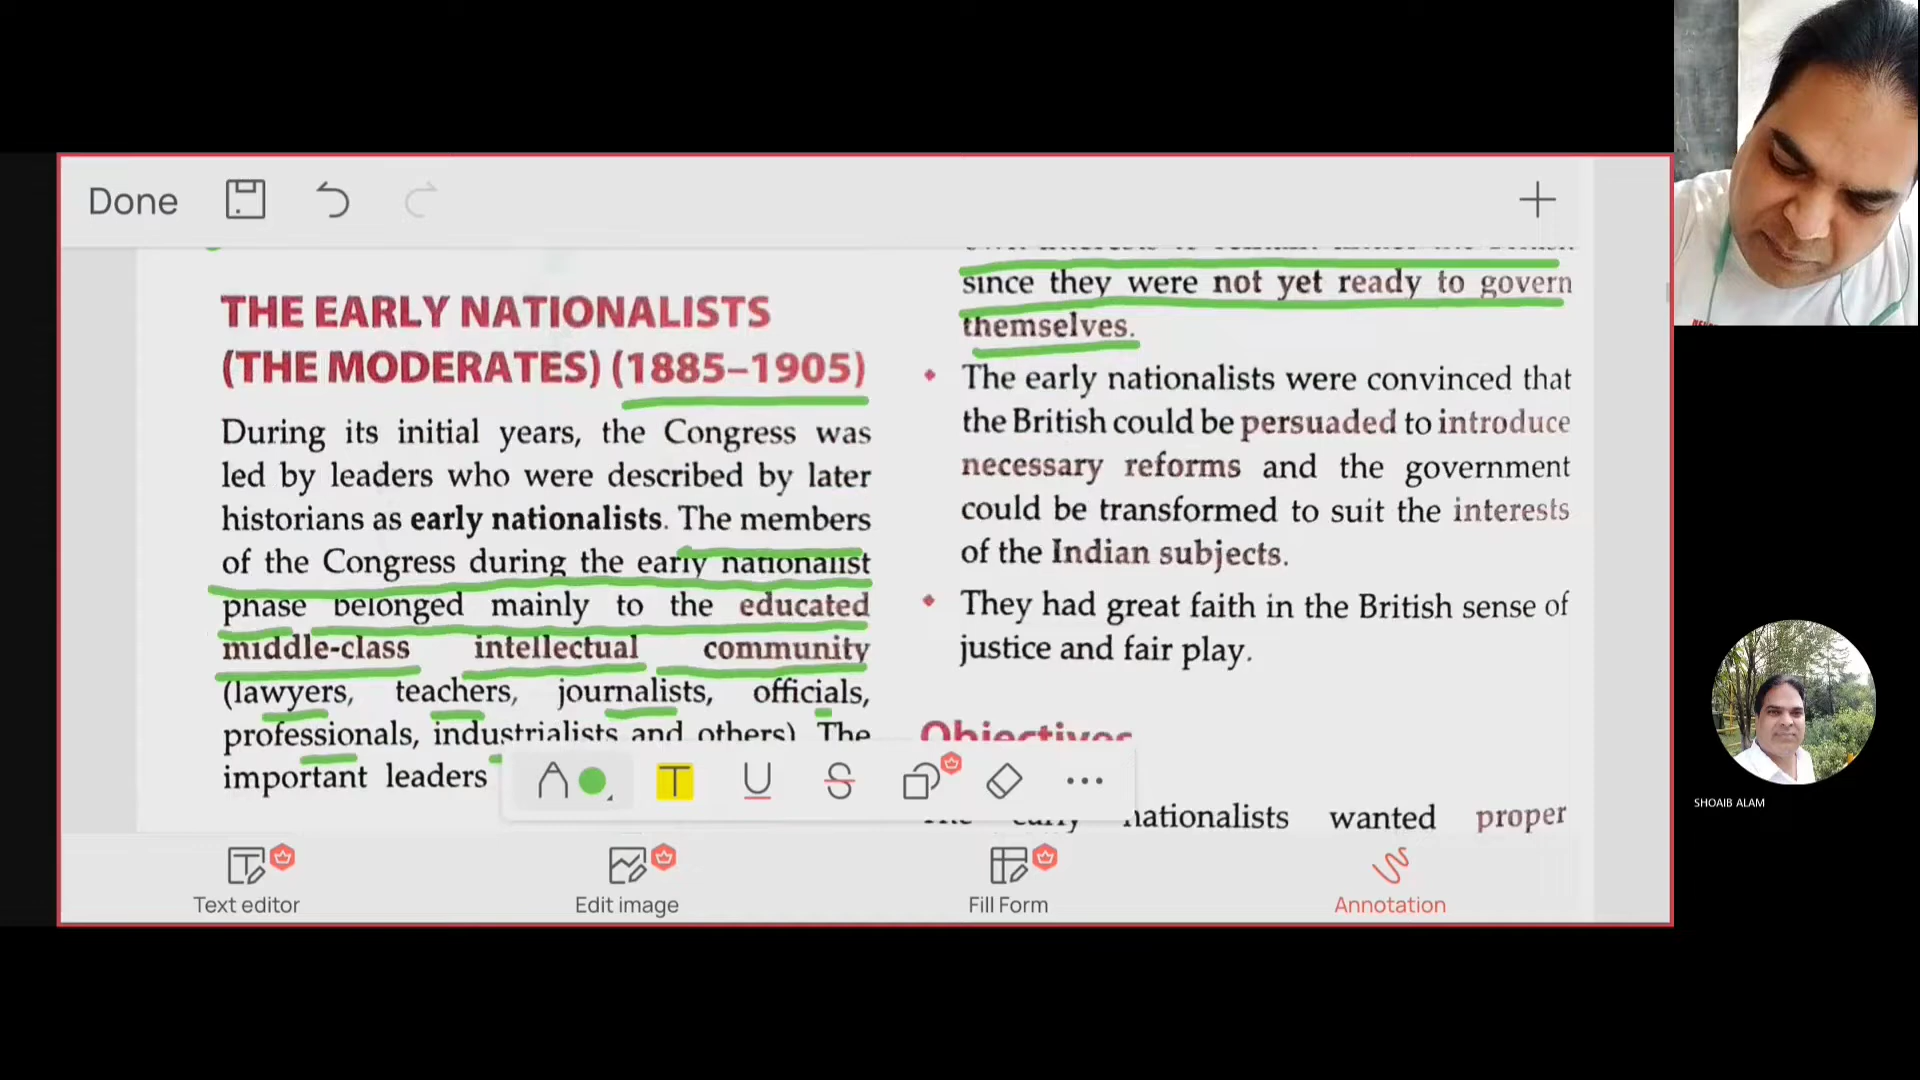 Done
THE EARLY NATIONALISTS
(THE MODERATES) (1885–1905)
During its initial years, the Congress was
led by leaders who were described by later
historians as early nationalists. The members
of the Congress during the early nationalist
phase belonged mainly to the educated
middle-class intellectual community
(lawyers, teachers, journalists, officials,
professionals, industrialists and others) The
important leaders
since they were not yet ready to govern
themselves.
• The early nationalists were convinced that
the British could be persuaded to introduce
necessary reforms and the government
could be transformed to suit the interests
of the Indian subjects.
• They had great faith in the British sense of
justice and fair play.
Objectives
nationalists wanted proper
Text editor
Edit image
Fill Form
Annotation
SHOAIB ALAM